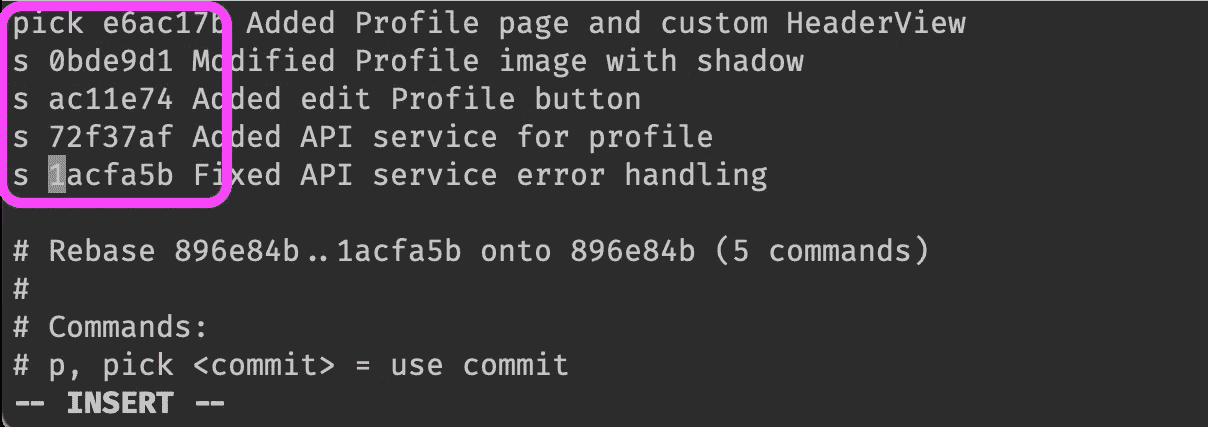 pick e6ac17b Added Profile page and custom HeaderView
s 0bde9d1 Modified Profile image with shadow
s ac11e74 Added edit Profile button
s 72f37af Added API service for profile
s 1acfa5b Fixed API service error handling
# Rebase 896e84b..1acfa5b onto 896e84b (5 commands)
#
# Commands:
# p, pick <commit> = use commit
-- INSERT --